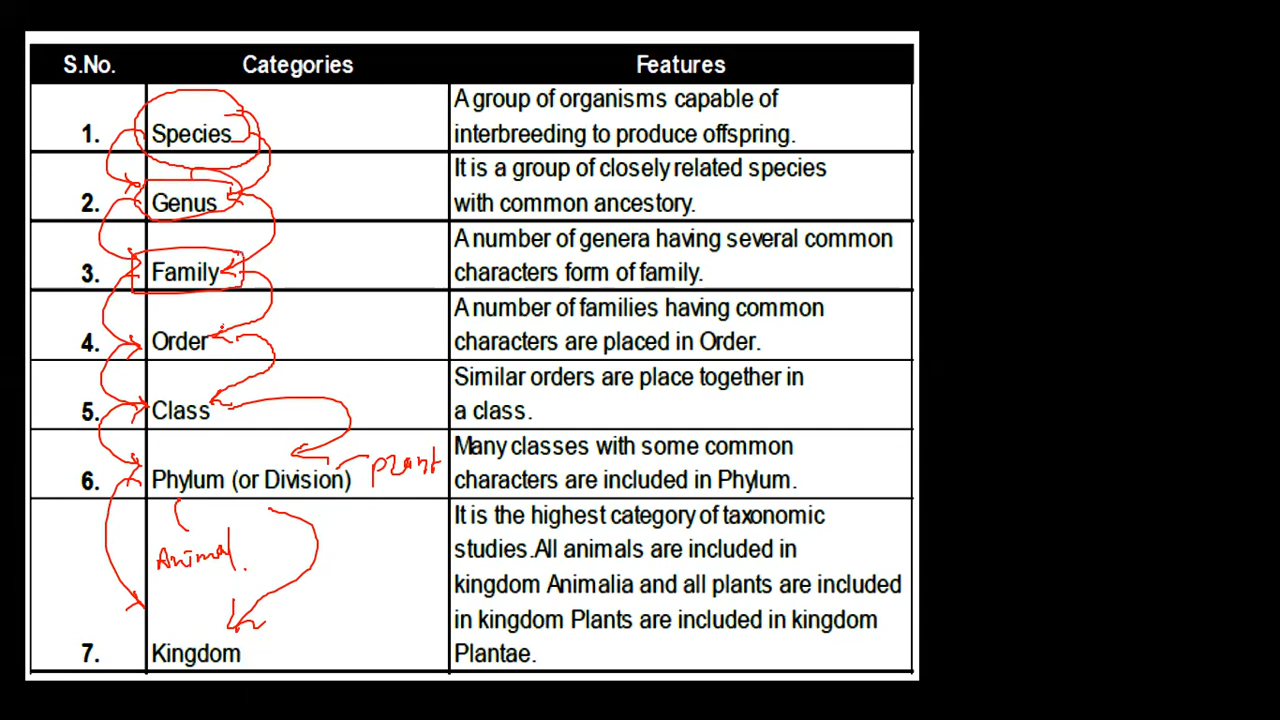 S.No. Categories Features
A group of organisms capable of
1. Species interbreeding to produce offspring.
It is a group of closely related species
2. Genus with common ancestory.
A number of genera having several common
3. Family characters form of family.
A number of families having common
4. Order characters are placed in Order.
Similar orders are place together in
5. Class a class.
Many classes with some common
plant
6. Phylum (or Division) characters are included in Phylum.
It is the highest category of taxonomic
Animal.
studies.All animals are included in
kingdom Animalia and all plants are included
in kingdom Plants are included in kingdom
7. Kingdom Plantae.